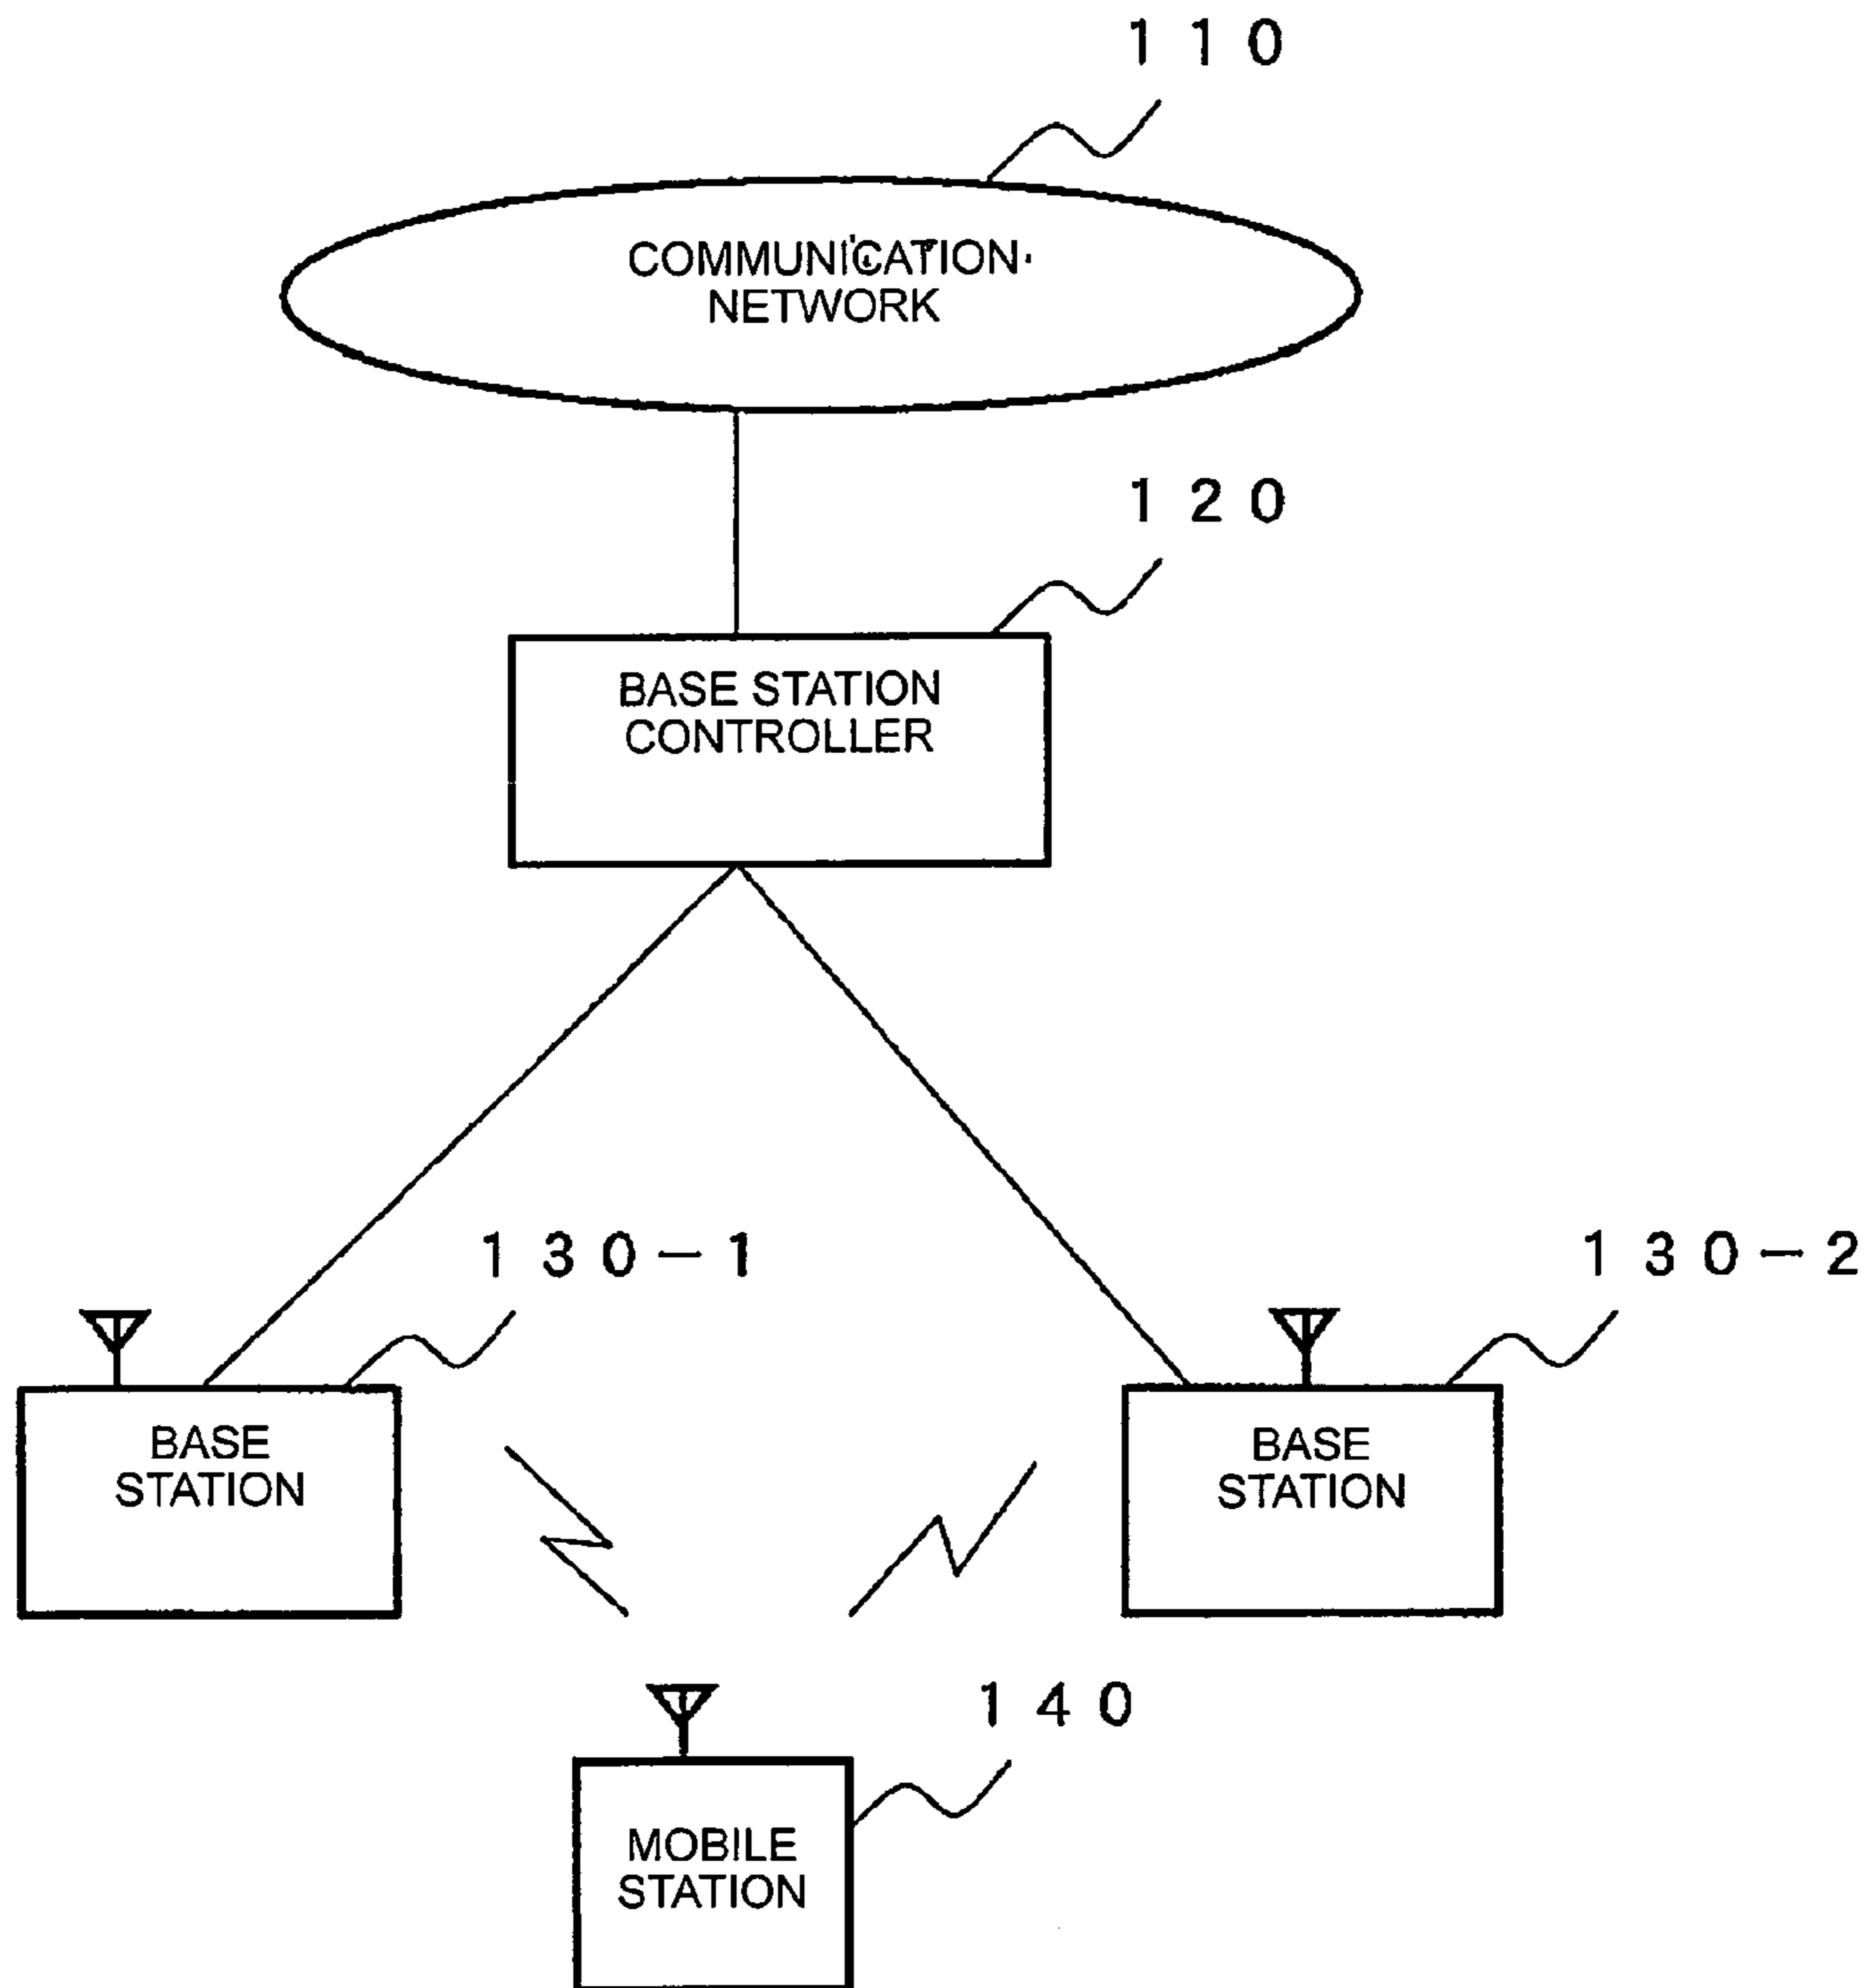 110
COMMUNICATION
NETWORK
120
BASE STATION
CONTROLLER
130-1
130-2
BASE
STATION
BASE
STATION
140
MOBILE
STATION